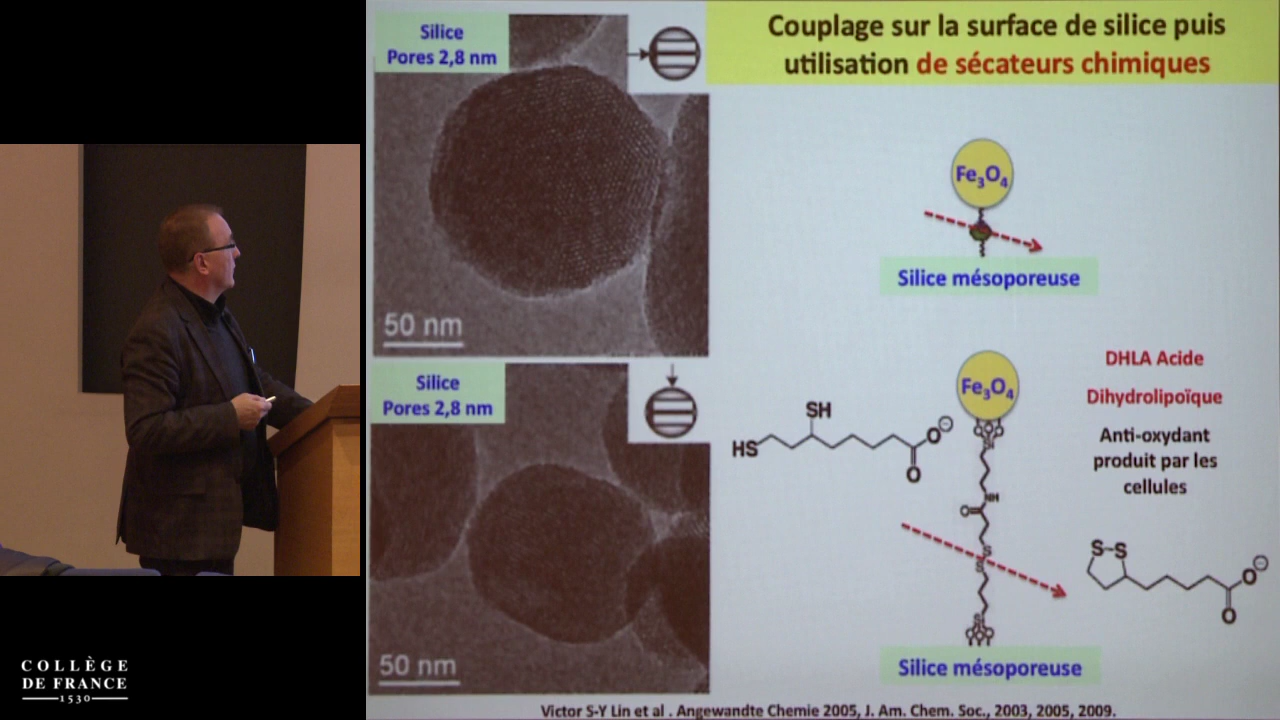 Silice
Pores 2,8 nm
50 nm
Silice
Pores 2,8 nm
50 nm
Couplage sur la surface de silice puis
utilisation de sécateurs chimiques
Fe3O4
Silice mésoporeuse
Fe3O4
SH
HS
O
O
Si
NH
O
S
S
Si
Silice mésoporeuse
DHLA Acide
Dihydrolipoïque
Anti-oxydant
produit par les
cellules
S-S
O
O
Victor S-Y Lin et al . Angewandte Chemie 2005, J. Am. Chem. Soc., 2003, 2005, 2009.
COLLÈGE
DE FRANCE
1530